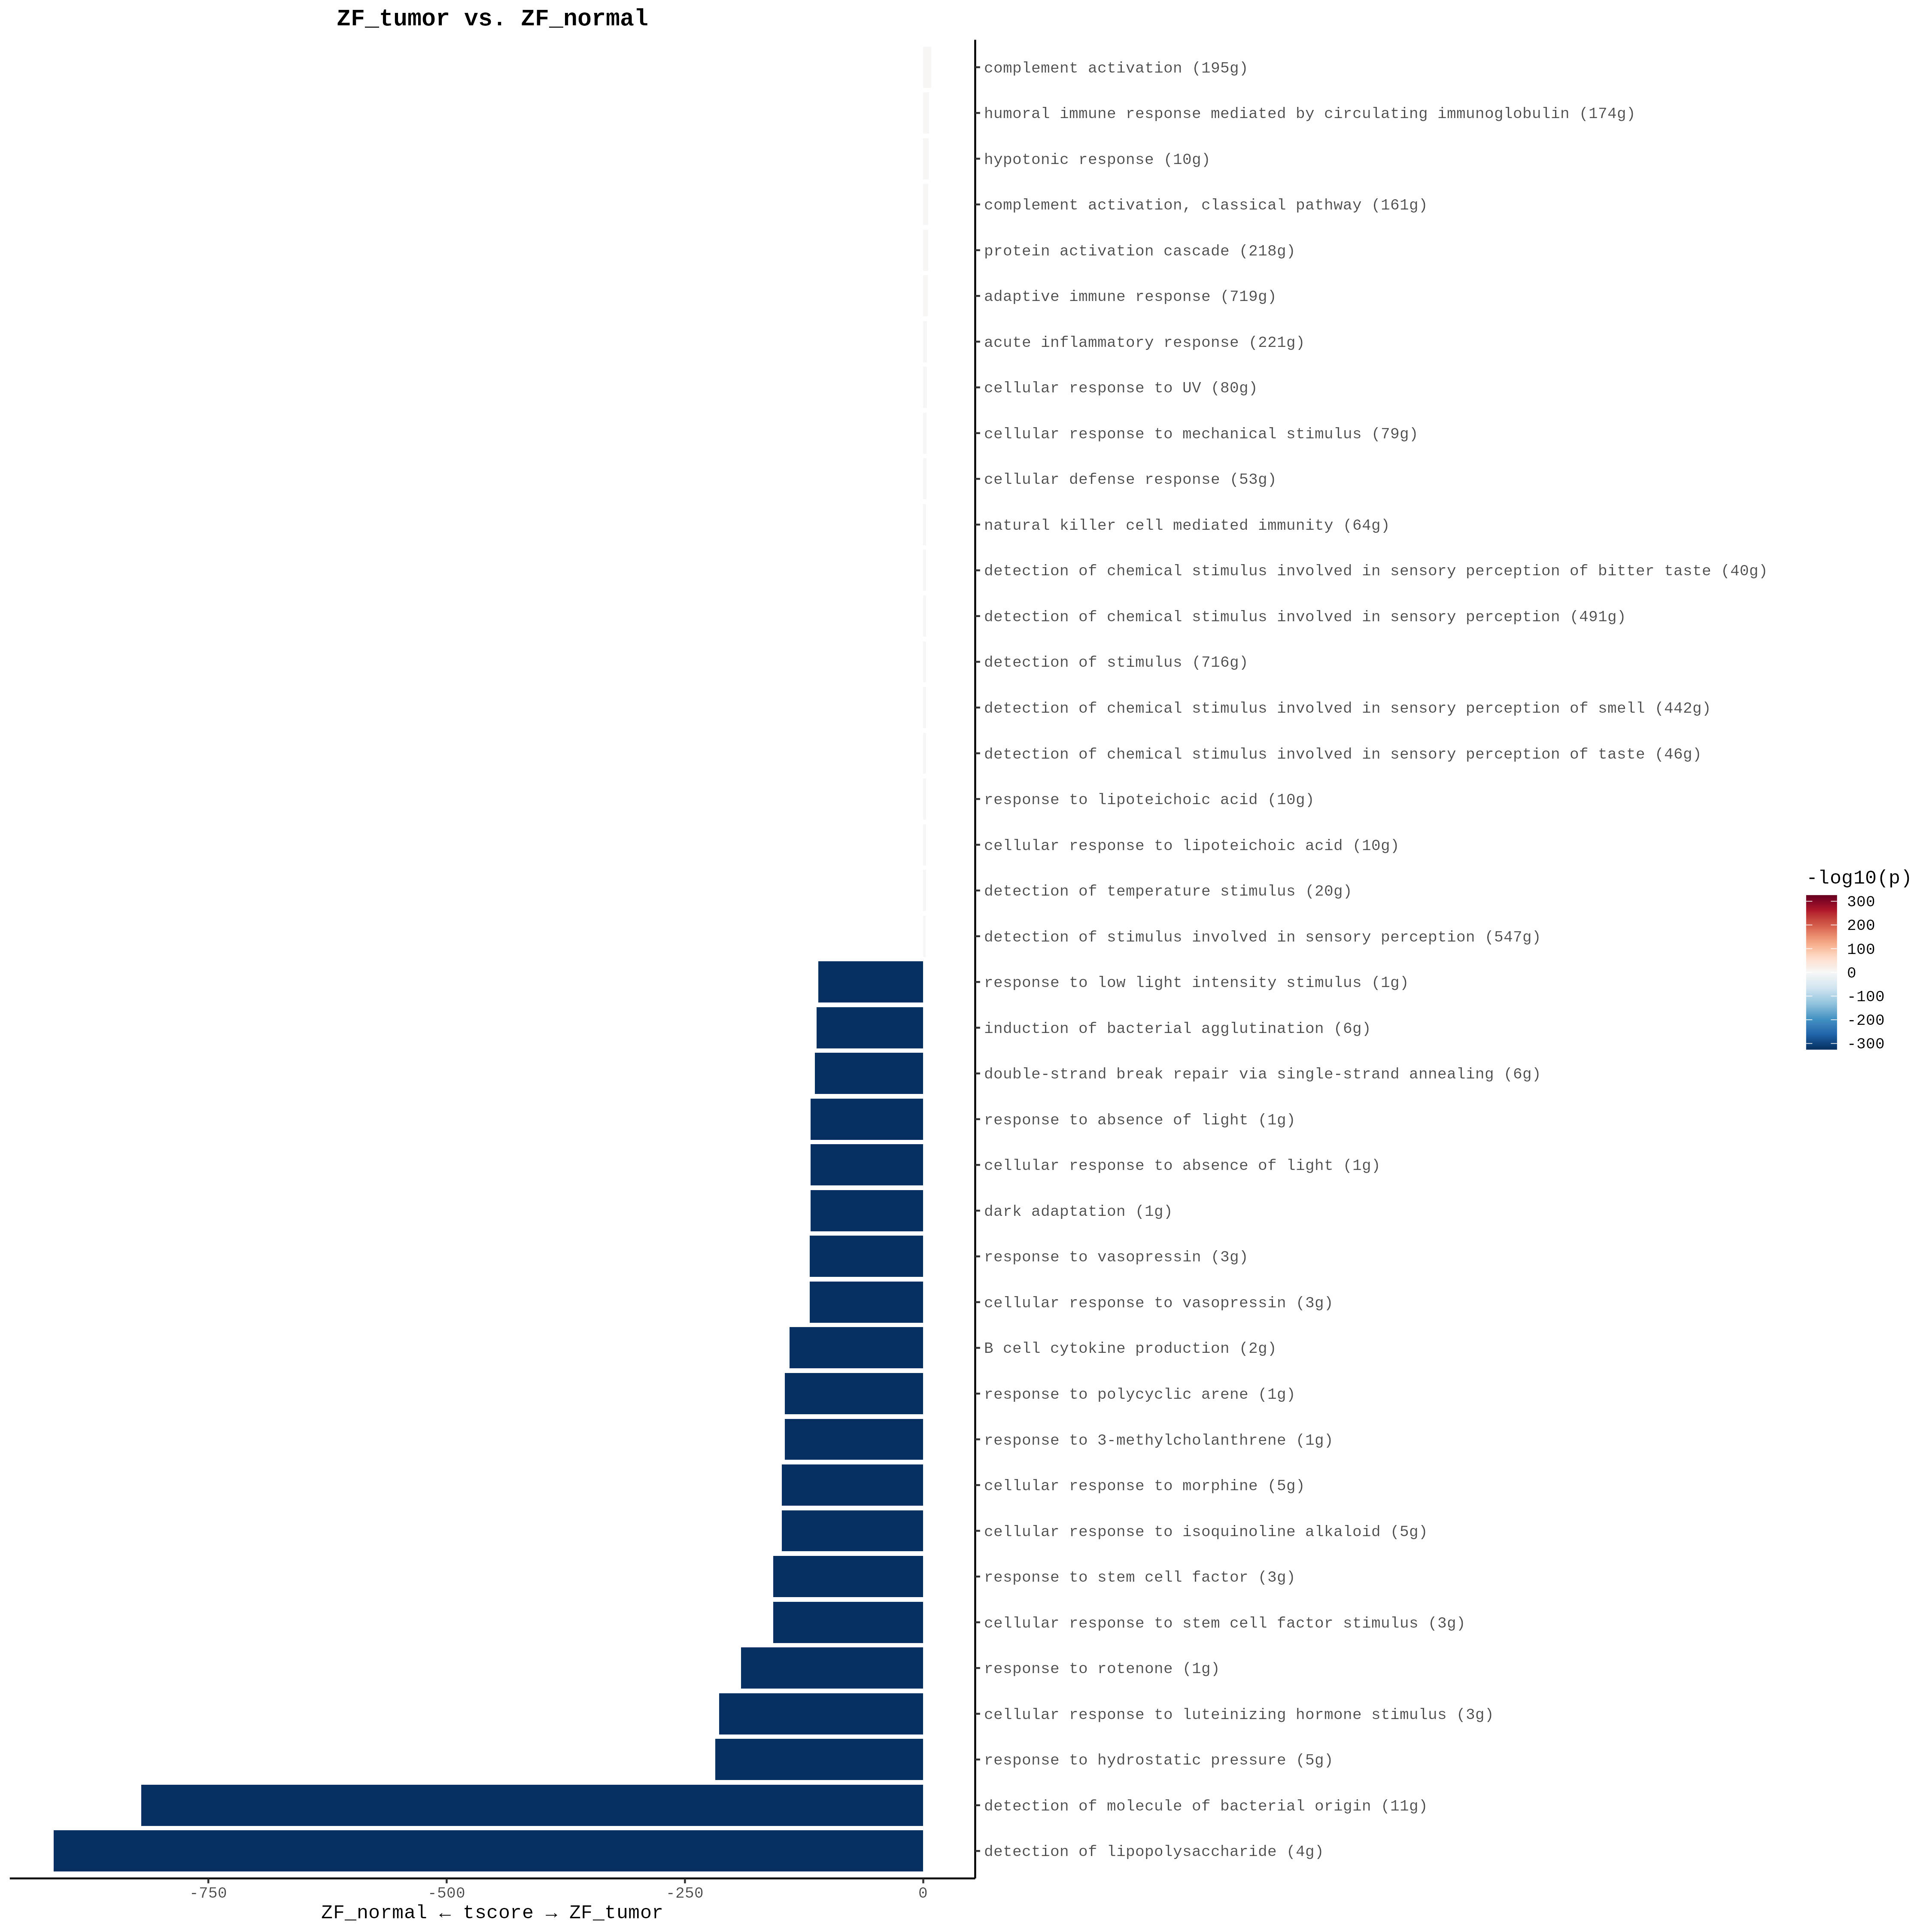 ZF_tumor vs. ZF_normal
complement activation (195g)
humoral immune response mediated by circulating immunoglobulin (174g)
hypotonic response (10g)
complement activation, classical pathway (161g)
protein activation cascade (218g)
adaptive immune response (719g)
acute inflammatory response (221g)
cellular response to UV (80g)
cellular response to mechanical stimulus (79g)
cellular defense response (53g)
natural killer cell mediated immunity (64g)
detection of chemical stimulus involved in sensory perception of bitter taste (40g)
detection of chemical stimulus involved in sensory perception (491g)
detection of stimulus (716g)
detection of chemical stimulus involved in sensory perception of smell (442g)
detection of chemical stimulus involved in sensory perception of taste (46g)
response to lipoteichoic acid (10g)
cellular response to lipoteichoic acid (10g)
detection of temperature stimulus (20g)
detection of stimulus involved in sensory perception (547g)
response to low light intensity stimulus (1g)
induction of bacterial agglutination (6g)
double-strand break repair via single-strand annealing (6g)
response to absence of light (1g)
cellular response to absence of light (1g)
dark adaptation (1g)
response to vasopressin (3g)
cellular response to vasopressin (3g)
B cell cytokine production (2g)
response to polycyclic arene (1g)
response to 3-methylcholanthrene (1g)
cellular response to morphine (5g)
cellular response to isoquinoline alkaloid (5g)
response to stem cell factor (3g)
cellular response to stem cell factor stimulus (3g)
response to rotenone (1g)
cellular response to luteinizing hormone stimulus (3g)
response to hydrostatic pressure (5g)
detection of molecule of bacterial origin (11g)
detection of lipopolysaccharide (4g)
-750 -500 -250 0
ZF_normal ← tscore → ZF_tumor
-log10(p)
300
200
100
0
-100
-200
-300